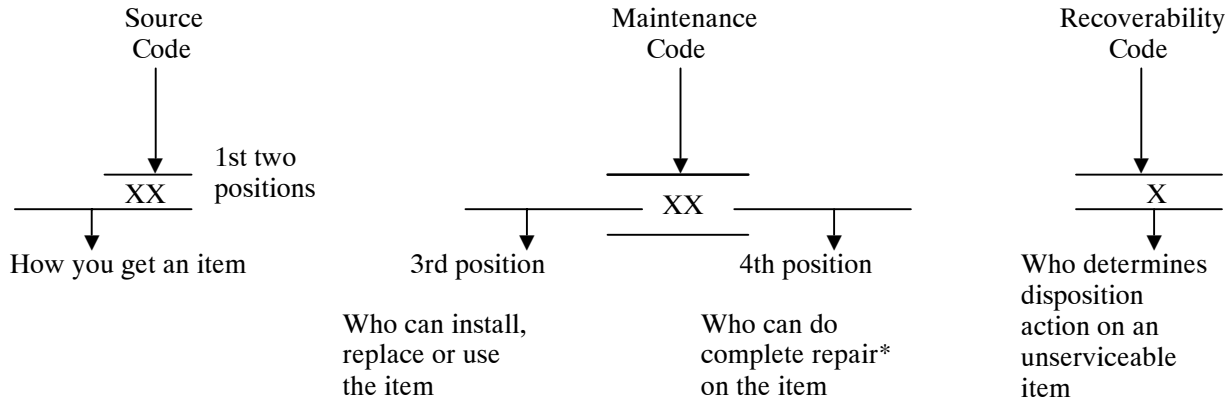 Source
Code
Maintenance
Code
Recoverability
Code
1st two
positions
XX
XX
X
How you get an item
3rd position
4th position
Who determines
disposition
action on an
unserviceable
item
Who can install,
replace or use
the item
Who can do
complete repair*
on the item